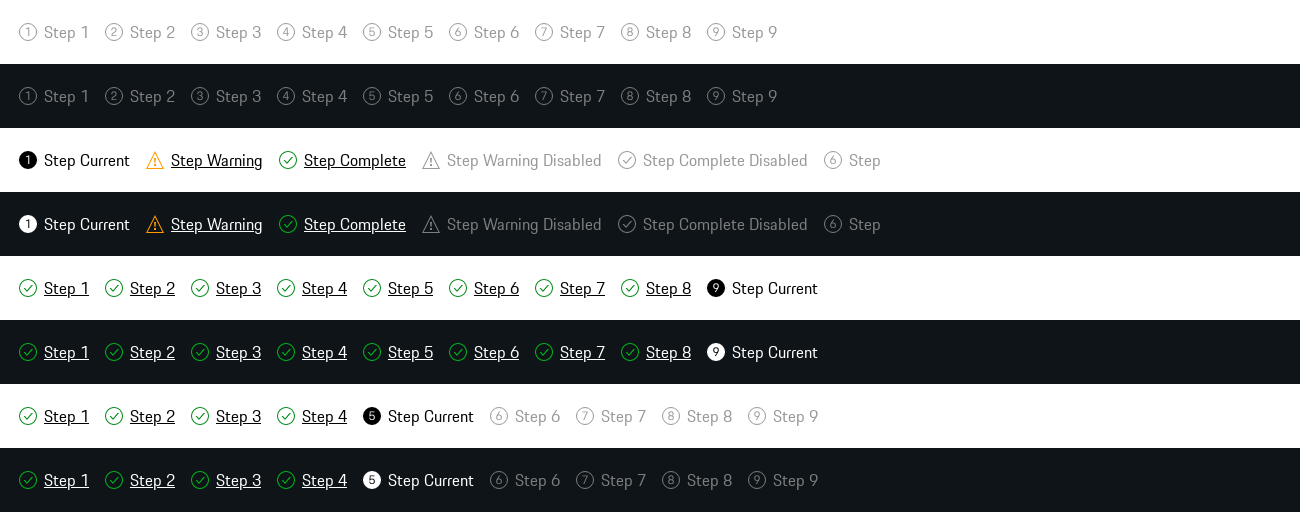 1 Step 1 2 Step 2 3 Step 3 4 Step 4 5 Step 5 6 Step 6 7 Step 7 8 Step 8 9 Step 9
1 Step 1 2 Step 2 3 Step 3 4 Step 4 5 Step 5 6 Step 6 7 Step 7 8 Step 8 9 Step 9
1 Step Current ! Step Warning Step Complete ! Step Warning Disabled Step Complete Disabled 6 Step
1 Step Current ! Step Warning Step Complete ! Step Warning Disabled Step Complete Disabled 6 Step
Step 1 Step 2 Step 3 Step 4 Step 5 Step 6 Step 7 Step 8 9 Step Current
Step 1 Step 2 Step 3 Step 4 Step 5 Step 6 Step 7 Step 8 9 Step Current
Step 1 Step 2 Step 3 Step 4 5 Step Current 6 Step 6 7 Step 7 8 Step 8 9 Step 9
Step 1 Step 2 Step 3 Step 4 5 Step Current 6 Step 6 7 Step 7 8 Step 8 9 Step 9